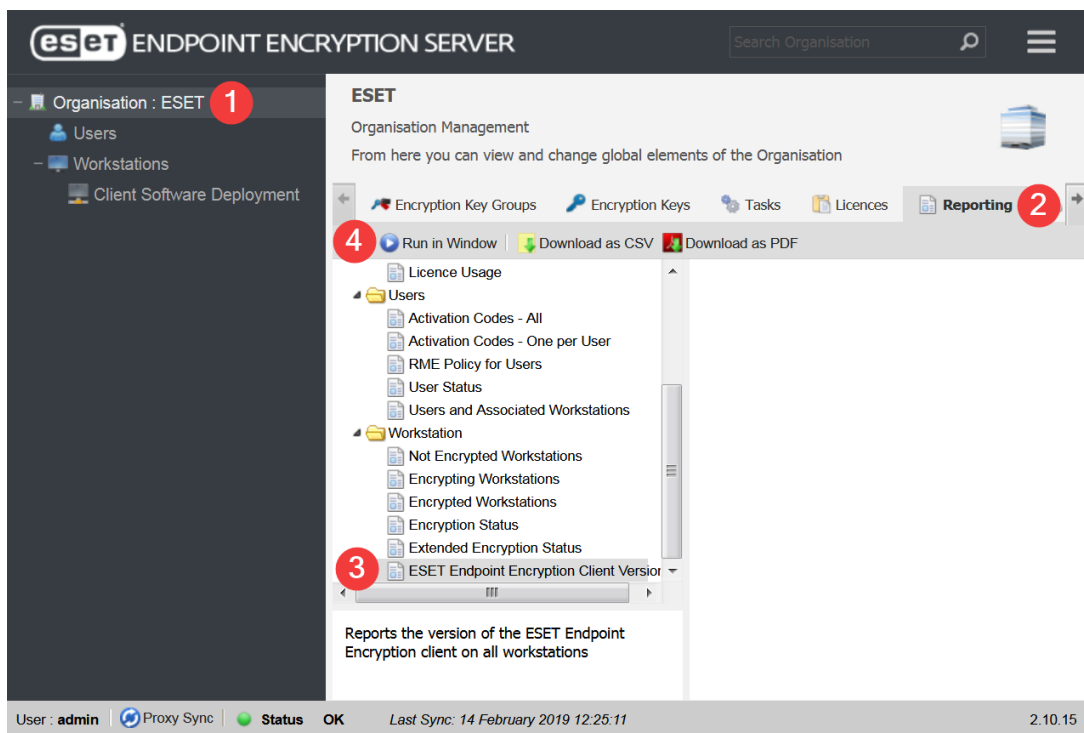 eset ENDPOINT ENCRYPTION SERVER
Search Organisation
Organisation : ESET 1
Users
Workstations
Client Software Deployment
ESET
Organisation Management
From here you can view and change global elements of the Organisation
Encryption Key Groups Encryption Keys Tasks Licences Reporting 2
4 Run in Window Download as CSV Download as PDF
Licence Usage
Users
Activation Codes - All
Activation Codes - One per User
RME Policy for Users
User Status
Users and Associated Workstations
Workstation
Not Encrypted Workstations
Encrypting Workstations
Encrypted Workstations
Encryption Status
Extended Encryption Status
3 ESET Endpoint Encryption Client Version
Reports the version of the ESET Endpoint
Encryption client on all workstations
User : admin Proxy Sync Status OK Last Sync: 14 February 2019 12:25:11 2.10.15